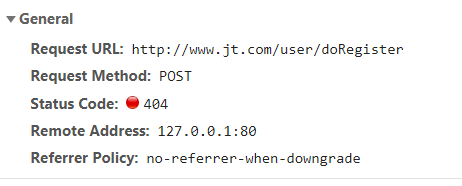 General
Request URL: http://www.jt.com/user/doRegister
Request Method: POST
Status Code: 404
Remote Address: 127.0.0.1:80
Referrer Policy: no-referrer-when-downgrade